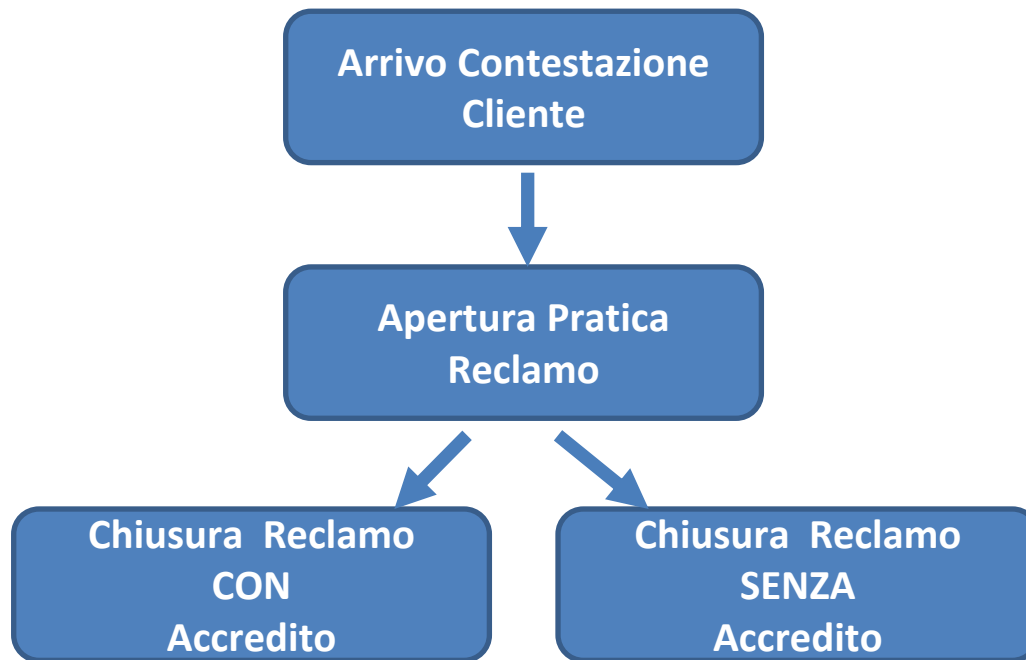 Arrivo Contestazione
Cliente
Apertura Pratica
Reclamo
Chiusura Reclamo
CON
Accredito
Chiusura Reclamo
SENZA
Accredito